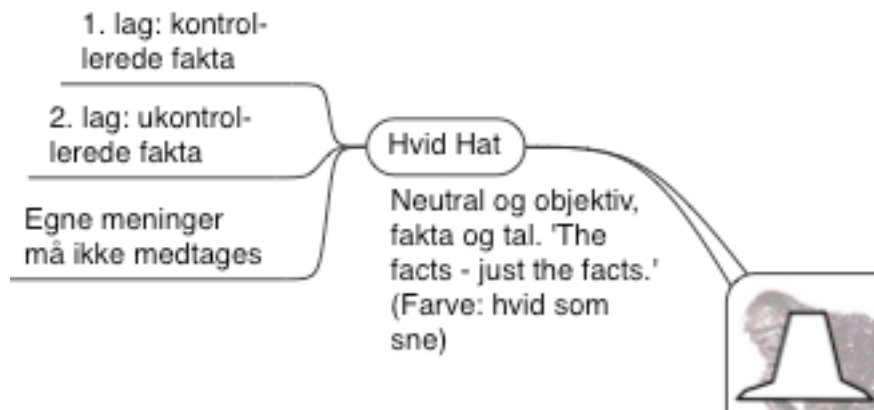 1. lag: kontrol-
lerede fakta
2. lag: ukontrol-
lerede fakta
Egne meninger
må ikke medtages
Hvid Hat
Neutral og objektiv,
fakta og tal. 'The
facts - just the facts.'
(Farve: hvid som
sne)